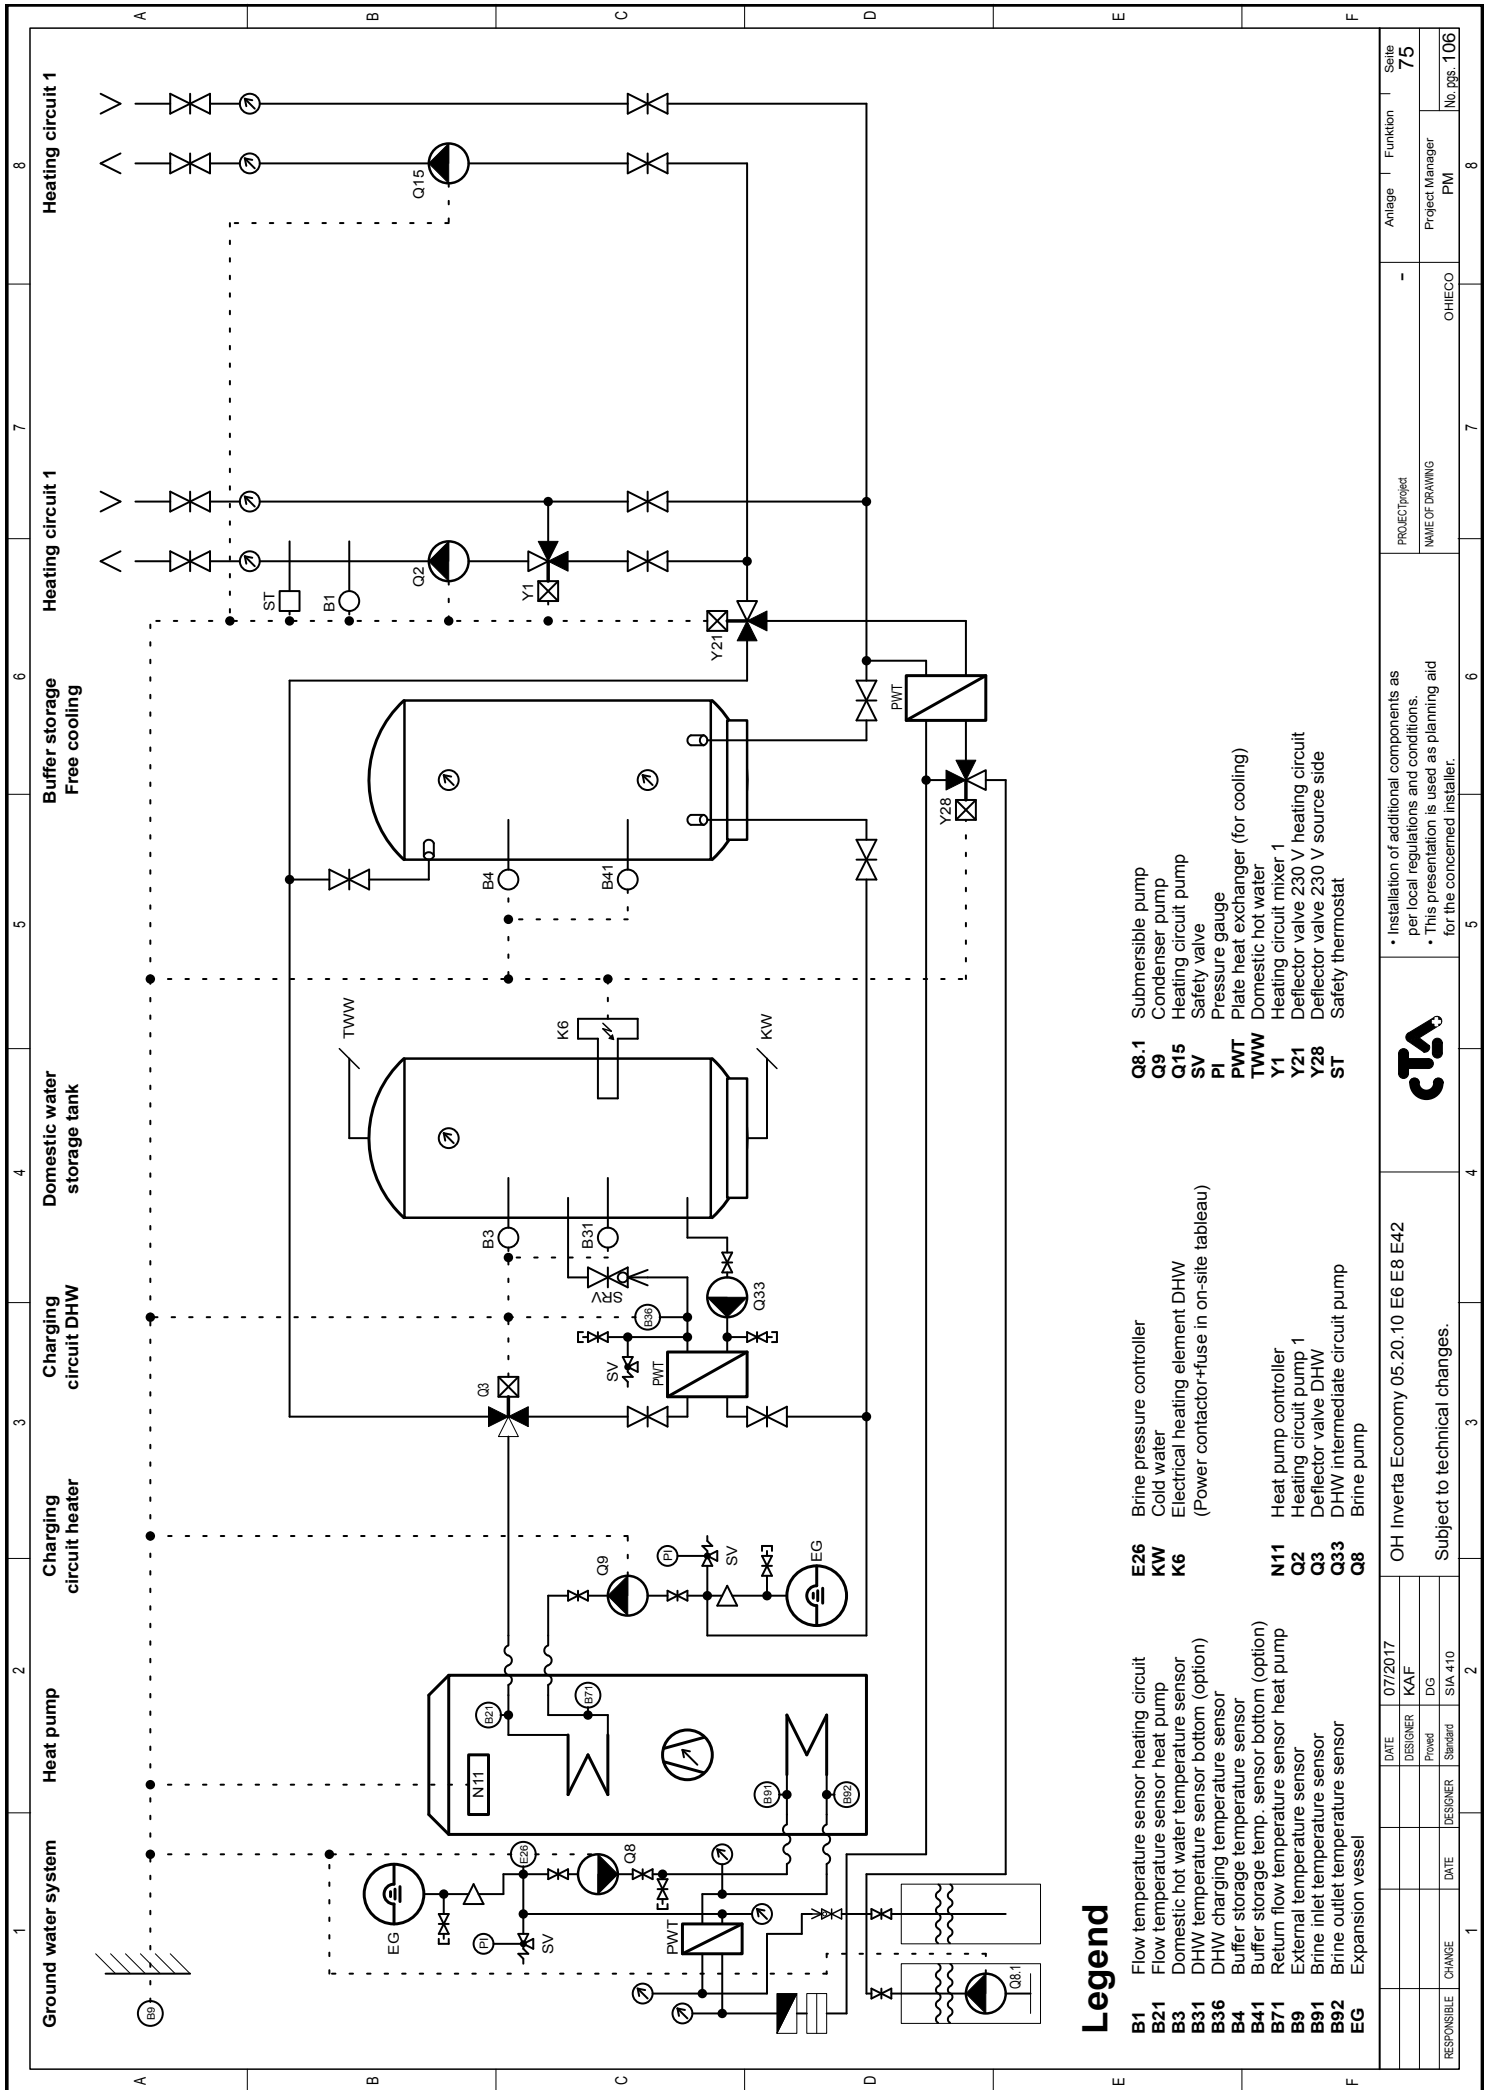 1 2 3 4 5 6 7 8
A
B
C
D
E
F
Ground water system
Heat pump
Charging
circuit heater
Charging
circuit DHW
Domestic water
storage tank
Buffer storage
Free cooling
Heating circuit 1
Heating circuit 1
B9
N11
B21
B71
B91
B92
EG
PI
SV
E26
Q8
PWT
Q8.1
Q9
PI
SV
EG
Q3
SV
PWT
B36
SRV
Q33
B3
B31
TWW
K6
KW
B4
B41
Y28
PWT
Y21
ST
B1
Q2
Y1
Q15
Legend
B1 Flow temperature sensor heating circuit
B21 Flow temperature sensor heat pump
B3 Domestic hot water temperature sensor
B31 DHW temperature sensor bottom (option)
B36 DHW charging temperature sensor
B4 Buffer storage temperature sensor
B41 Buffer storage temp. sensor bottom (option)
B71 Return flow temperature sensor heat pump
B9 External temperature sensor
B91 Brine inlet temperature sensor
B92 Brine outlet temperature sensor
EG Expansion vessel
E26 Brine pressure controller
KW Cold water
K6 Electrical heating element DHW
(Power contactor+fuse in on-site tableau)
N11 Heat pump controller
Q2 Heating circuit pump 1
Q3 Deflector valve DHW
Q33 DHW intermediate circuit pump
Q8 Brine pump
Q8.1 Submersible pump
Q9 Condenser pump
Q15 Heating circuit pump
SV Safety valve
PI Pressure gauge
PWT Plate heat exchanger (for cooling)
TWW Domestic hot water
Y1 Heating circuit mixer 1
Y21 Deflector valve 230 V heating circuit
Y28 Deflector valve 230 V source side
ST Safety thermostat
RESPONSIBLE CHANGE DATE DESIGNER
DATE 07/2017
DESIGNER KAF
Proved DG
Standard SIA 410
OH Inverta Economy 05.20.10 E6 E8 E42
Subject to technical changes.
CTA
• Installation of additional components as
per local regulations and conditions.
• This presentation is used as planning aid
for the concerned installer.
PROJECTproject -
NAME OF DRAWING OHIECO
Anlage Funktion Seite
75
Project Manager
PM
No. pgs. 106
1 2 3 4 5 6 7 8
A
B
C
D
E
F